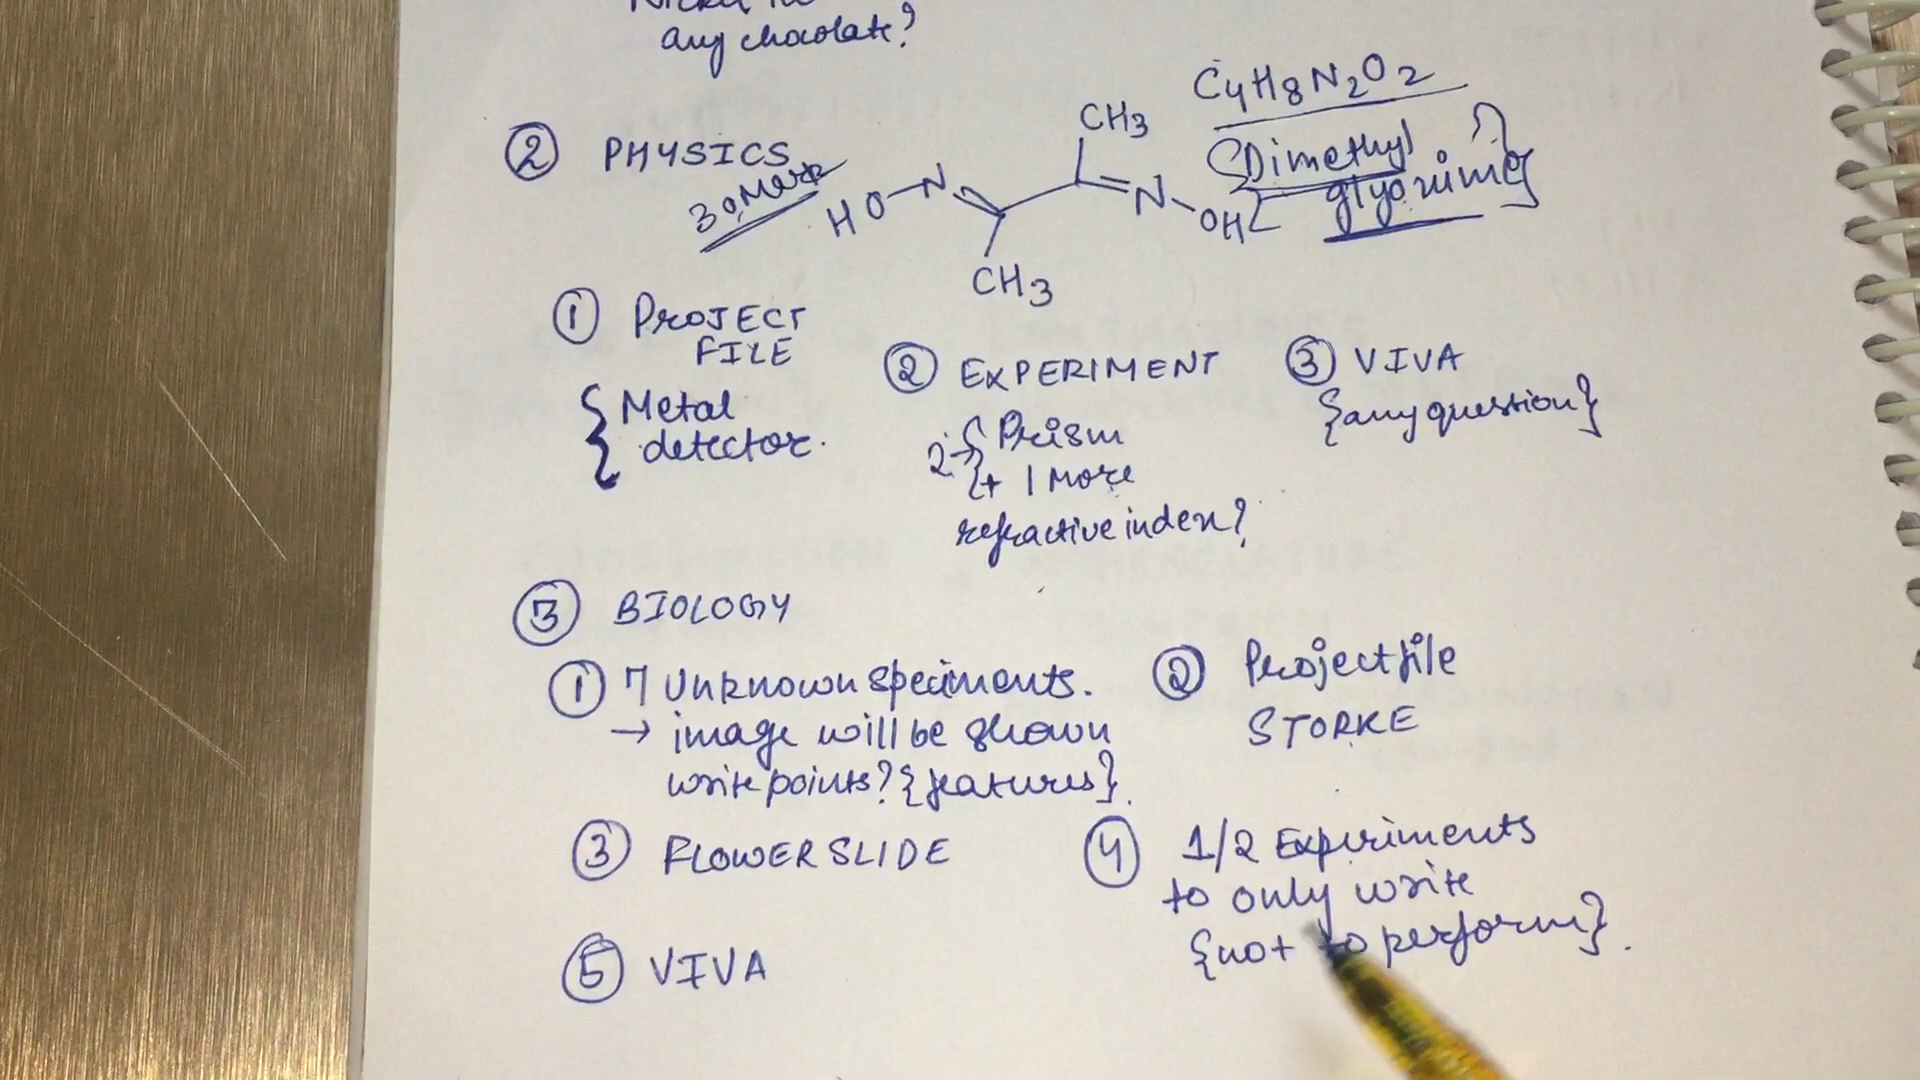 any chocolate?
C4H8N2O2
② PHYSICS
30 Mark
CH3
{Dimethyl
glyoxime}
HO-N
N-OH
CH3
① PROJECT
FILE
{Metal
detector.
② EXPERIMENT
2→{Prism
+ 1 more
refractive index?
③ VIVA
{any question}
③ BIOLOGY
① 7 Unknown speciments.
→ image will be shown
write points? {features}.
② Project file
STORKE
③ FLOWER SLIDE
④ 1/2 Experiments
to only write
{not to perform}.
⑤ VIVA